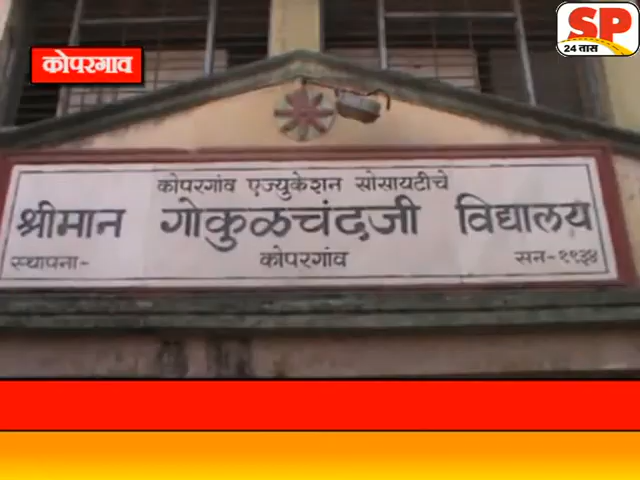 कोपरगाव
SP
24 तास
कोपरगांव एज्युकेशन सोसायटीचे
श्रीमान गोकुळचंदजी विद्यालय
स्थापना- कोपरगांव सन-१९३४